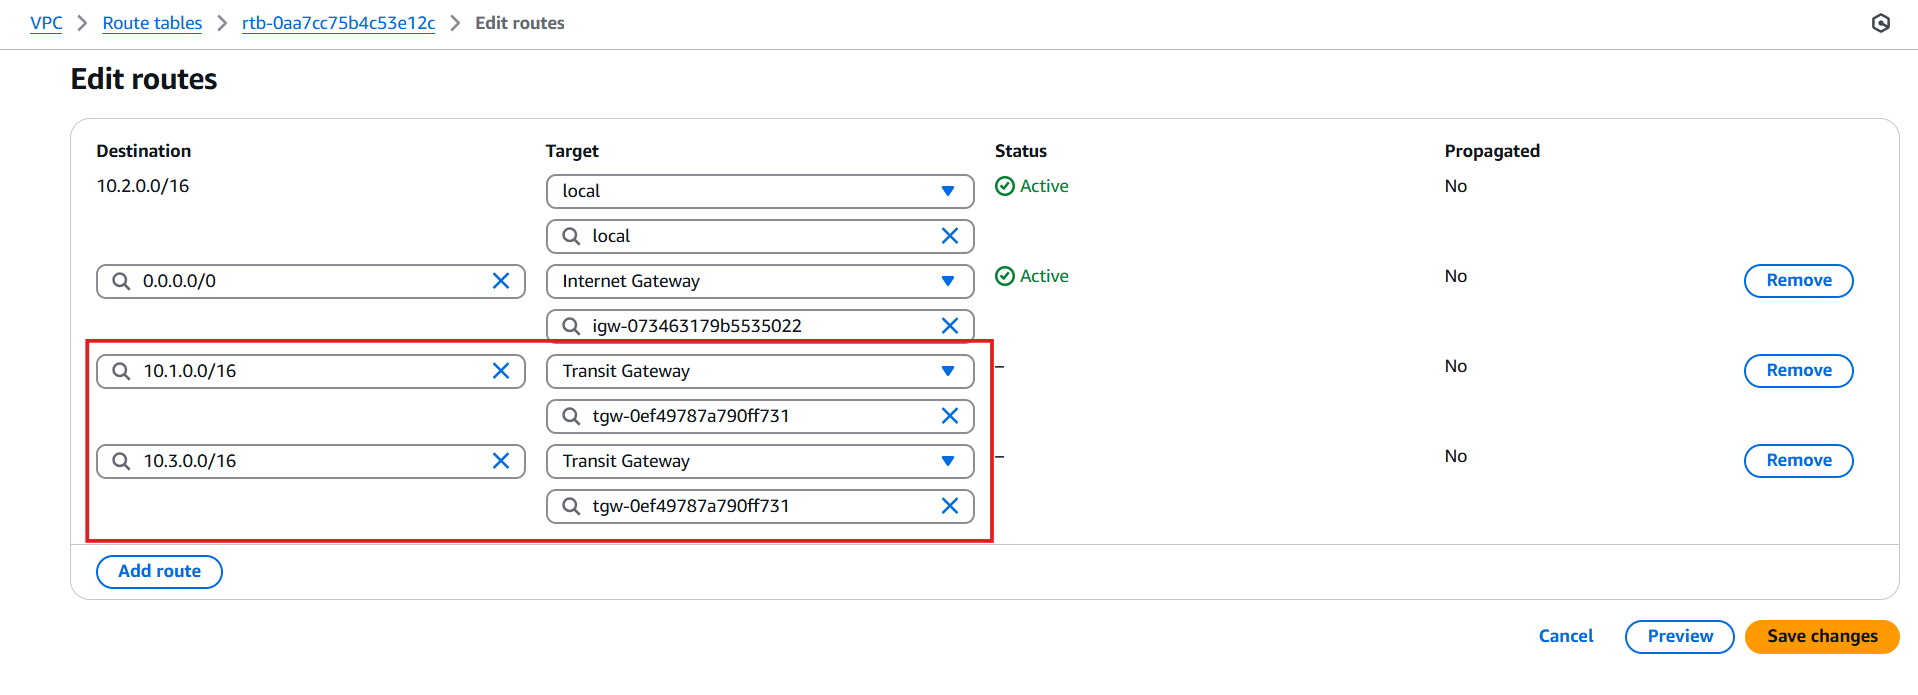 VPC > Route tables > rtb-0aa7cc75b4c53e12c > Edit routes
Edit routes
Destination Target Status Propagated
10.2.0.0/16 local Active No
local
0.0.0.0/0 Internet Gateway Active No Remove
igw-073463179b5535022
10.1.0.0/16 Transit Gateway – No Remove
tgw-0ef49787a790ff731
10.3.0.0/16 Transit Gateway – No Remove
tgw-0ef49787a790ff731
Add route
Cancel Preview Save changes